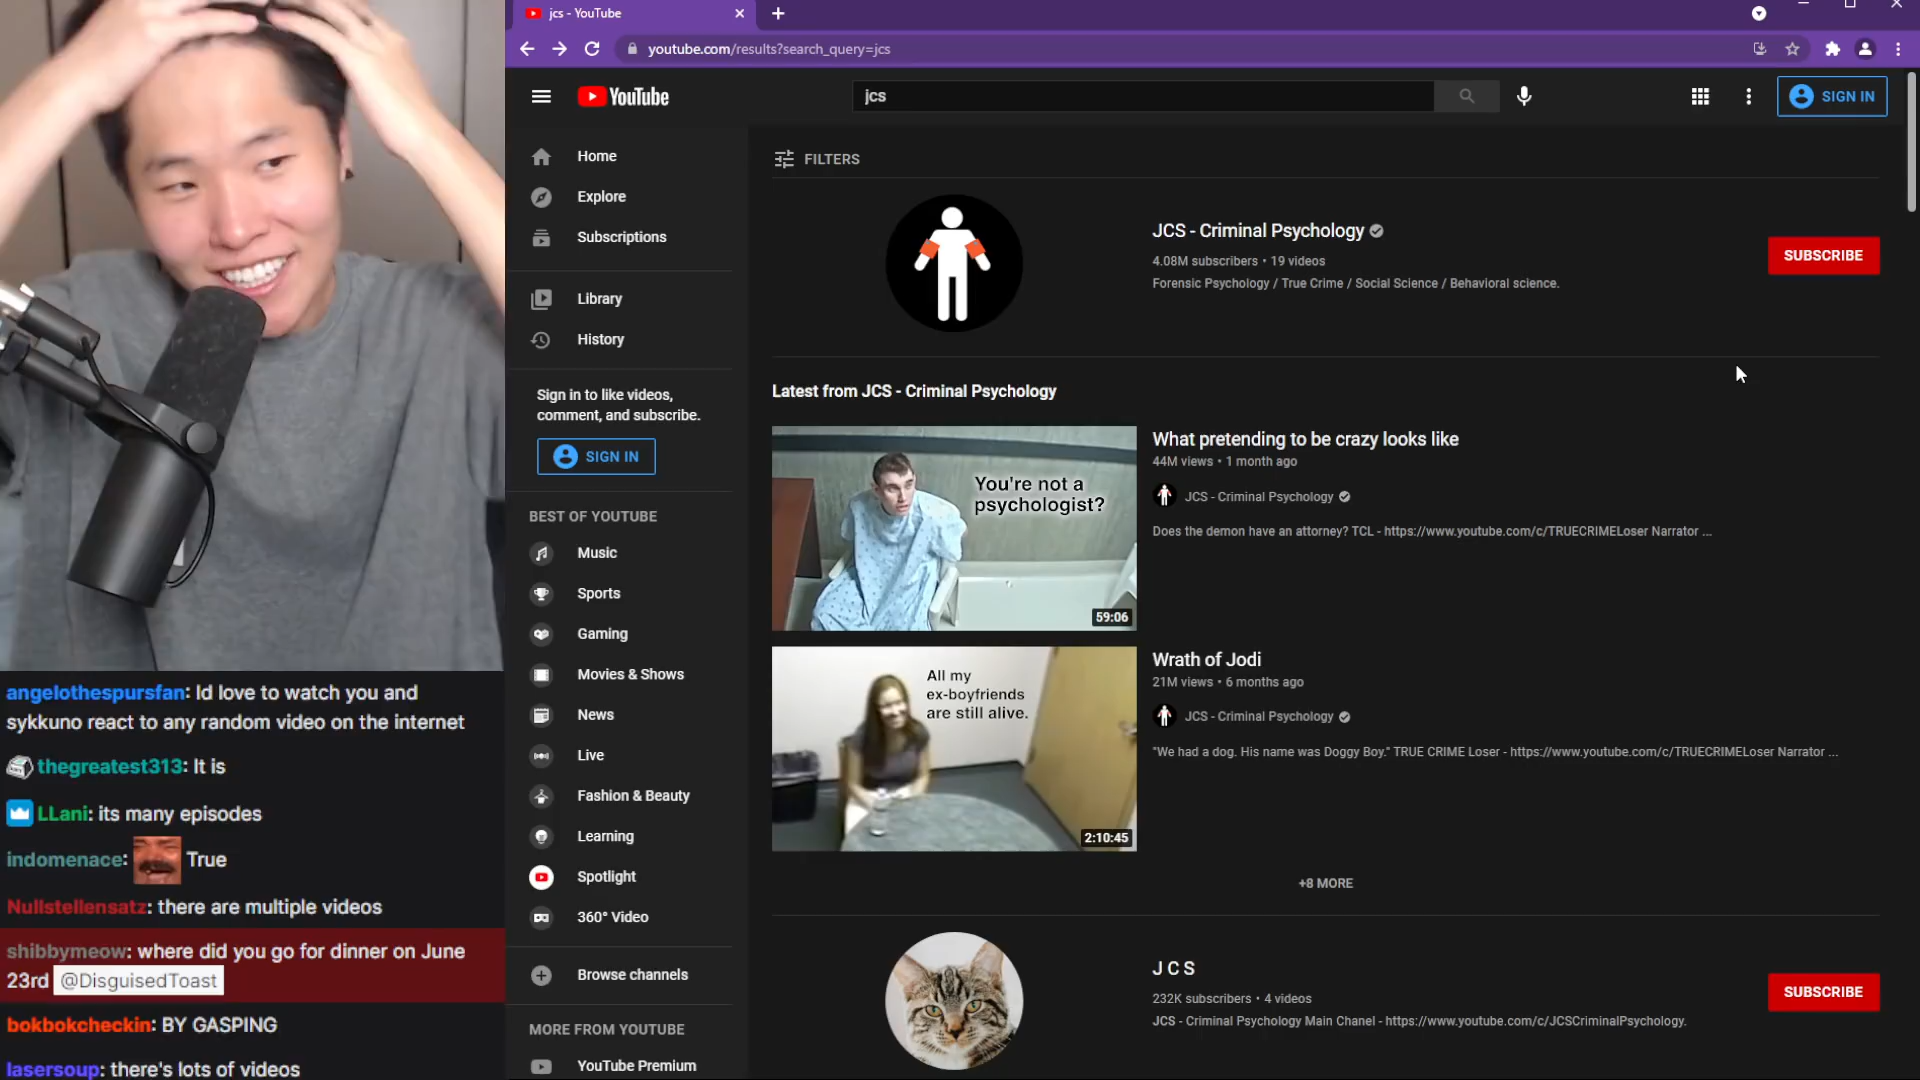 jcs - YouTube
youtube.com/results?search_query=jcs
YouTube
jcs
SIGN IN
Home
Explore
Subscriptions
Library
History
Sign in to like videos,
comment, and subscribe.
SIGN IN
BEST OF YOUTUBE
Music
Sports
Gaming
Movies & Shows
News
Live
Fashion & Beauty
Learning
Spotlight
360° Video
Browse channels
MORE FROM YOUTUBE
YouTube Premium
FILTERS
JCS - Criminal Psychology
4.08M subscribers • 19 videos
Forensic Psychology / True Crime / Social Science / Behavioral science.
SUBSCRIBE
Latest from JCS - Criminal Psychology
You're not a
psychologist?
59:06
What pretending to be crazy looks like
44M views • 1 month ago
JCS - Criminal Psychology
Does the demon have an attorney? TCL - https://www.youtube.com/c/TRUECRIMELoser Narrator ...
All my
ex-boyfriends
are still alive.
2:10:45
Wrath of Jodi
21M views • 6 months ago
JCS - Criminal Psychology
"We had a dog. His name was Doggy Boy." TRUE CRIME Loser - https://www.youtube.com/c/TRUECRIMELoser Narrator ...
+8 MORE
J C S
232K subscribers • 4 videos
JCS - Criminal Psychology Main Chanel - https://www.youtube.com/c/JCSCriminalPsychology.
SUBSCRIBE
angelothespursfan: Id love to watch you and
sykkuno react to any random video on the internet
thegreatest313: It is
LLani: its many episodes
indomenace: True
Nullstellensatz: there are multiple videos
shibbymeow: where did you go for dinner on June
23rd @DisguisedToast
bokbokcheckin: BY GASPING
lasersoup: there's lots of videos